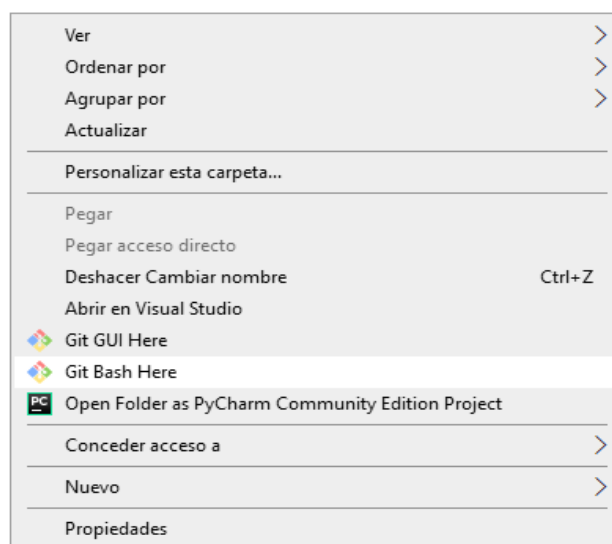 Ver
Ordenar por
Agrupar por
Actualizar
Personalizar esta carpeta...
Pegar
Pegar acceso directo
Deshacer Cambiar nombre Ctrl+Z
Abrir en Visual Studio
Git GUI Here
Git Bash Here
PC Open Folder as PyCharm Community Edition Project
Conceder acceso a
Nuevo
Propiedades